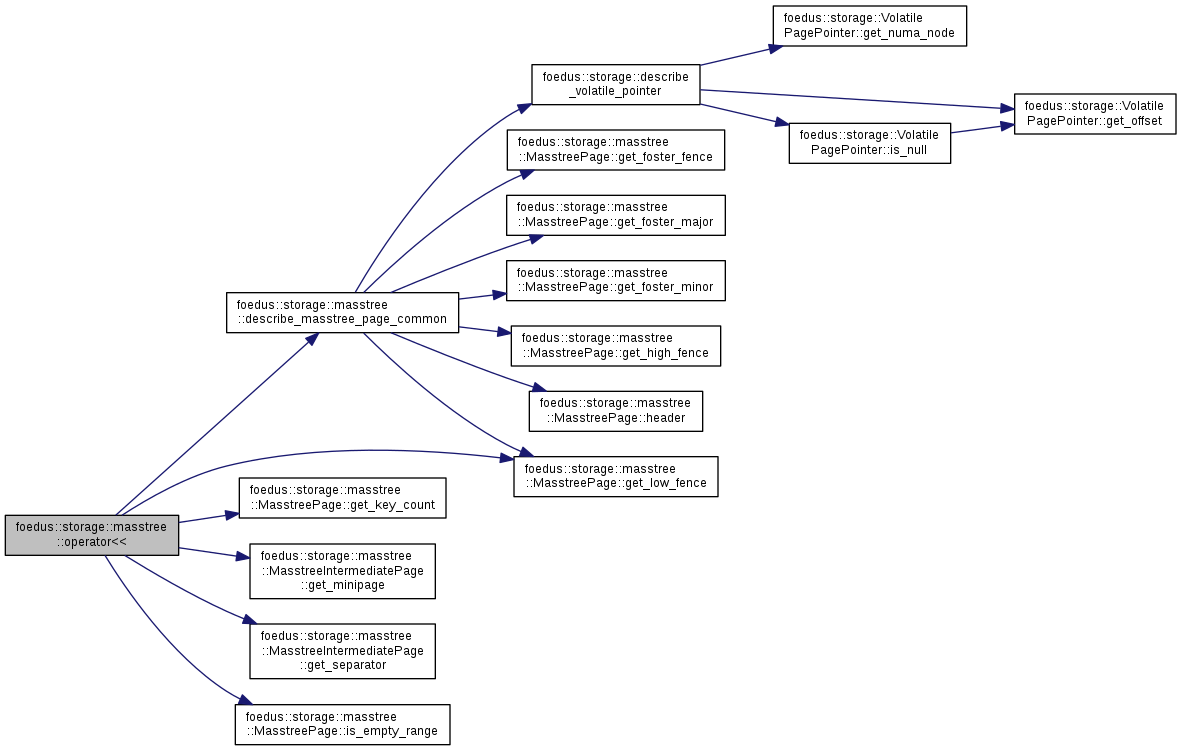 foedus::storage::Volatile
PagePointer::get_numa_node
foedus::storage::describe
_volatile_pointer
foedus::storage::Volatile
PagePointer::get_offset
foedus::storage::Volatile
PagePointer::is_null
foedus::storage::masstree
::MasstreePage::get_foster_fence
foedus::storage::masstree
::MasstreePage::get_foster_major
foedus::storage::masstree
::MasstreePage::get_foster_minor
foedus::storage::masstree
::describe_masstree_page_common
foedus::storage::masstree
::MasstreePage::get_high_fence
foedus::storage::masstree
::MasstreePage::header
foedus::storage::masstree
::MasstreePage::get_low_fence
foedus::storage::masstree
::MasstreePage::get_key_count
foedus::storage::masstree
::operator<<
foedus::storage::masstree
::MasstreeIntermediatePage
::get_minipage
foedus::storage::masstree
::MasstreeIntermediatePage
::get_separator
foedus::storage::masstree
::MasstreePage::is_empty_range